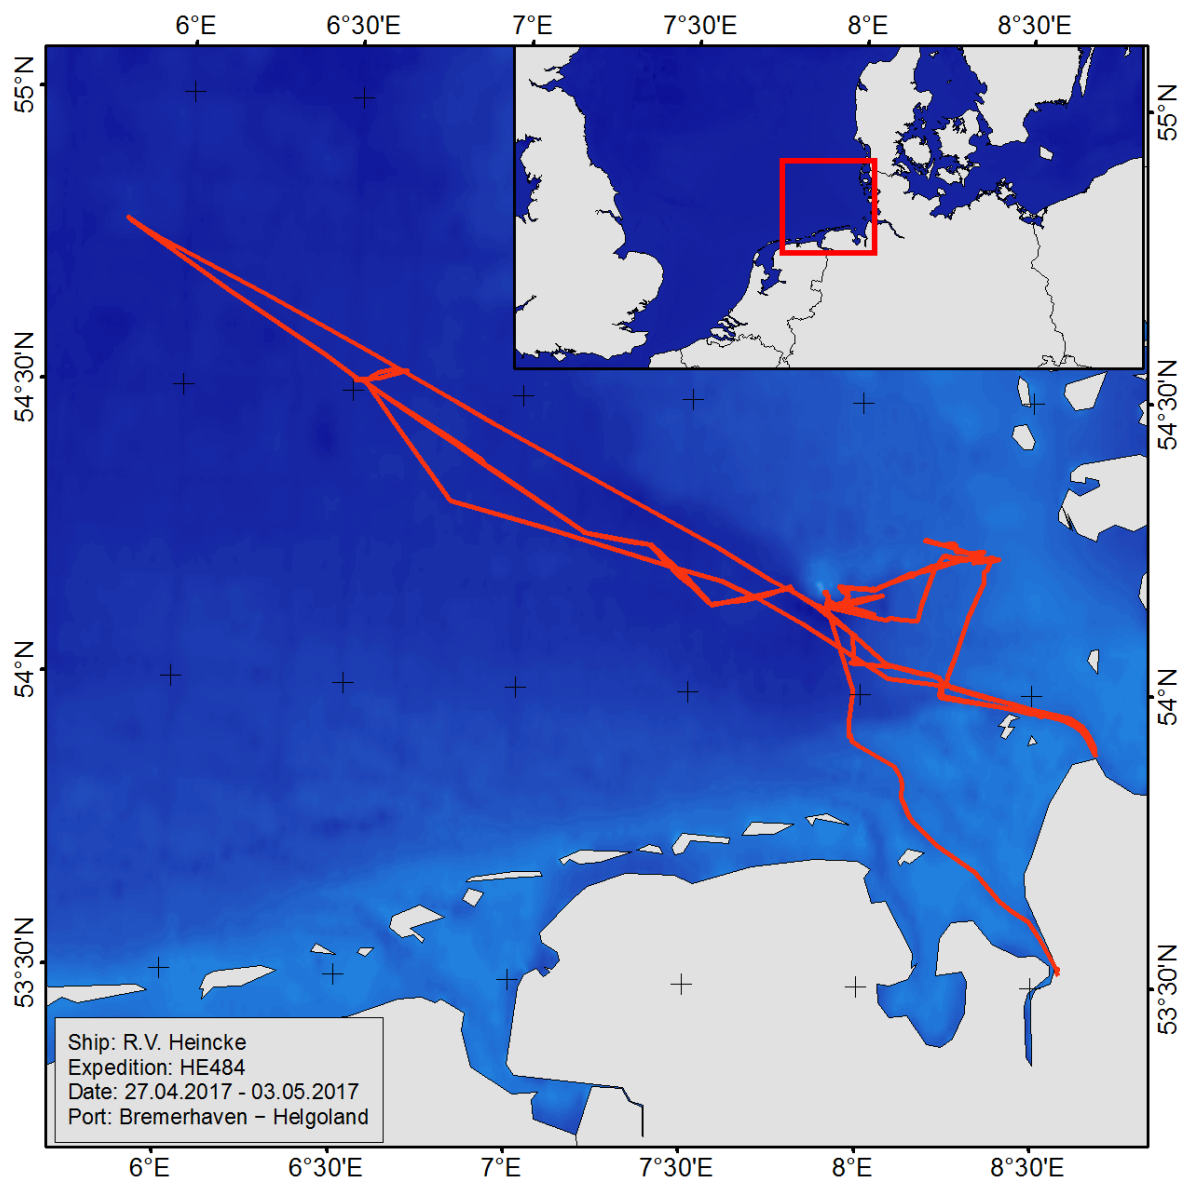 6°E 6°30'E 7°E 7°30'E 8°E 8°30'E
55°N
55°N
54°30'N
54°30'N
54°N
54°N
53°30'N
53°30'N
Ship: R.V. Heincke
Expedition: HE484
Date: 27.04.2017 - 03.05.2017
Port: Bremerhaven − Helgoland
6°E 6°30'E 7°E 7°30'E 8°E 8°30'E